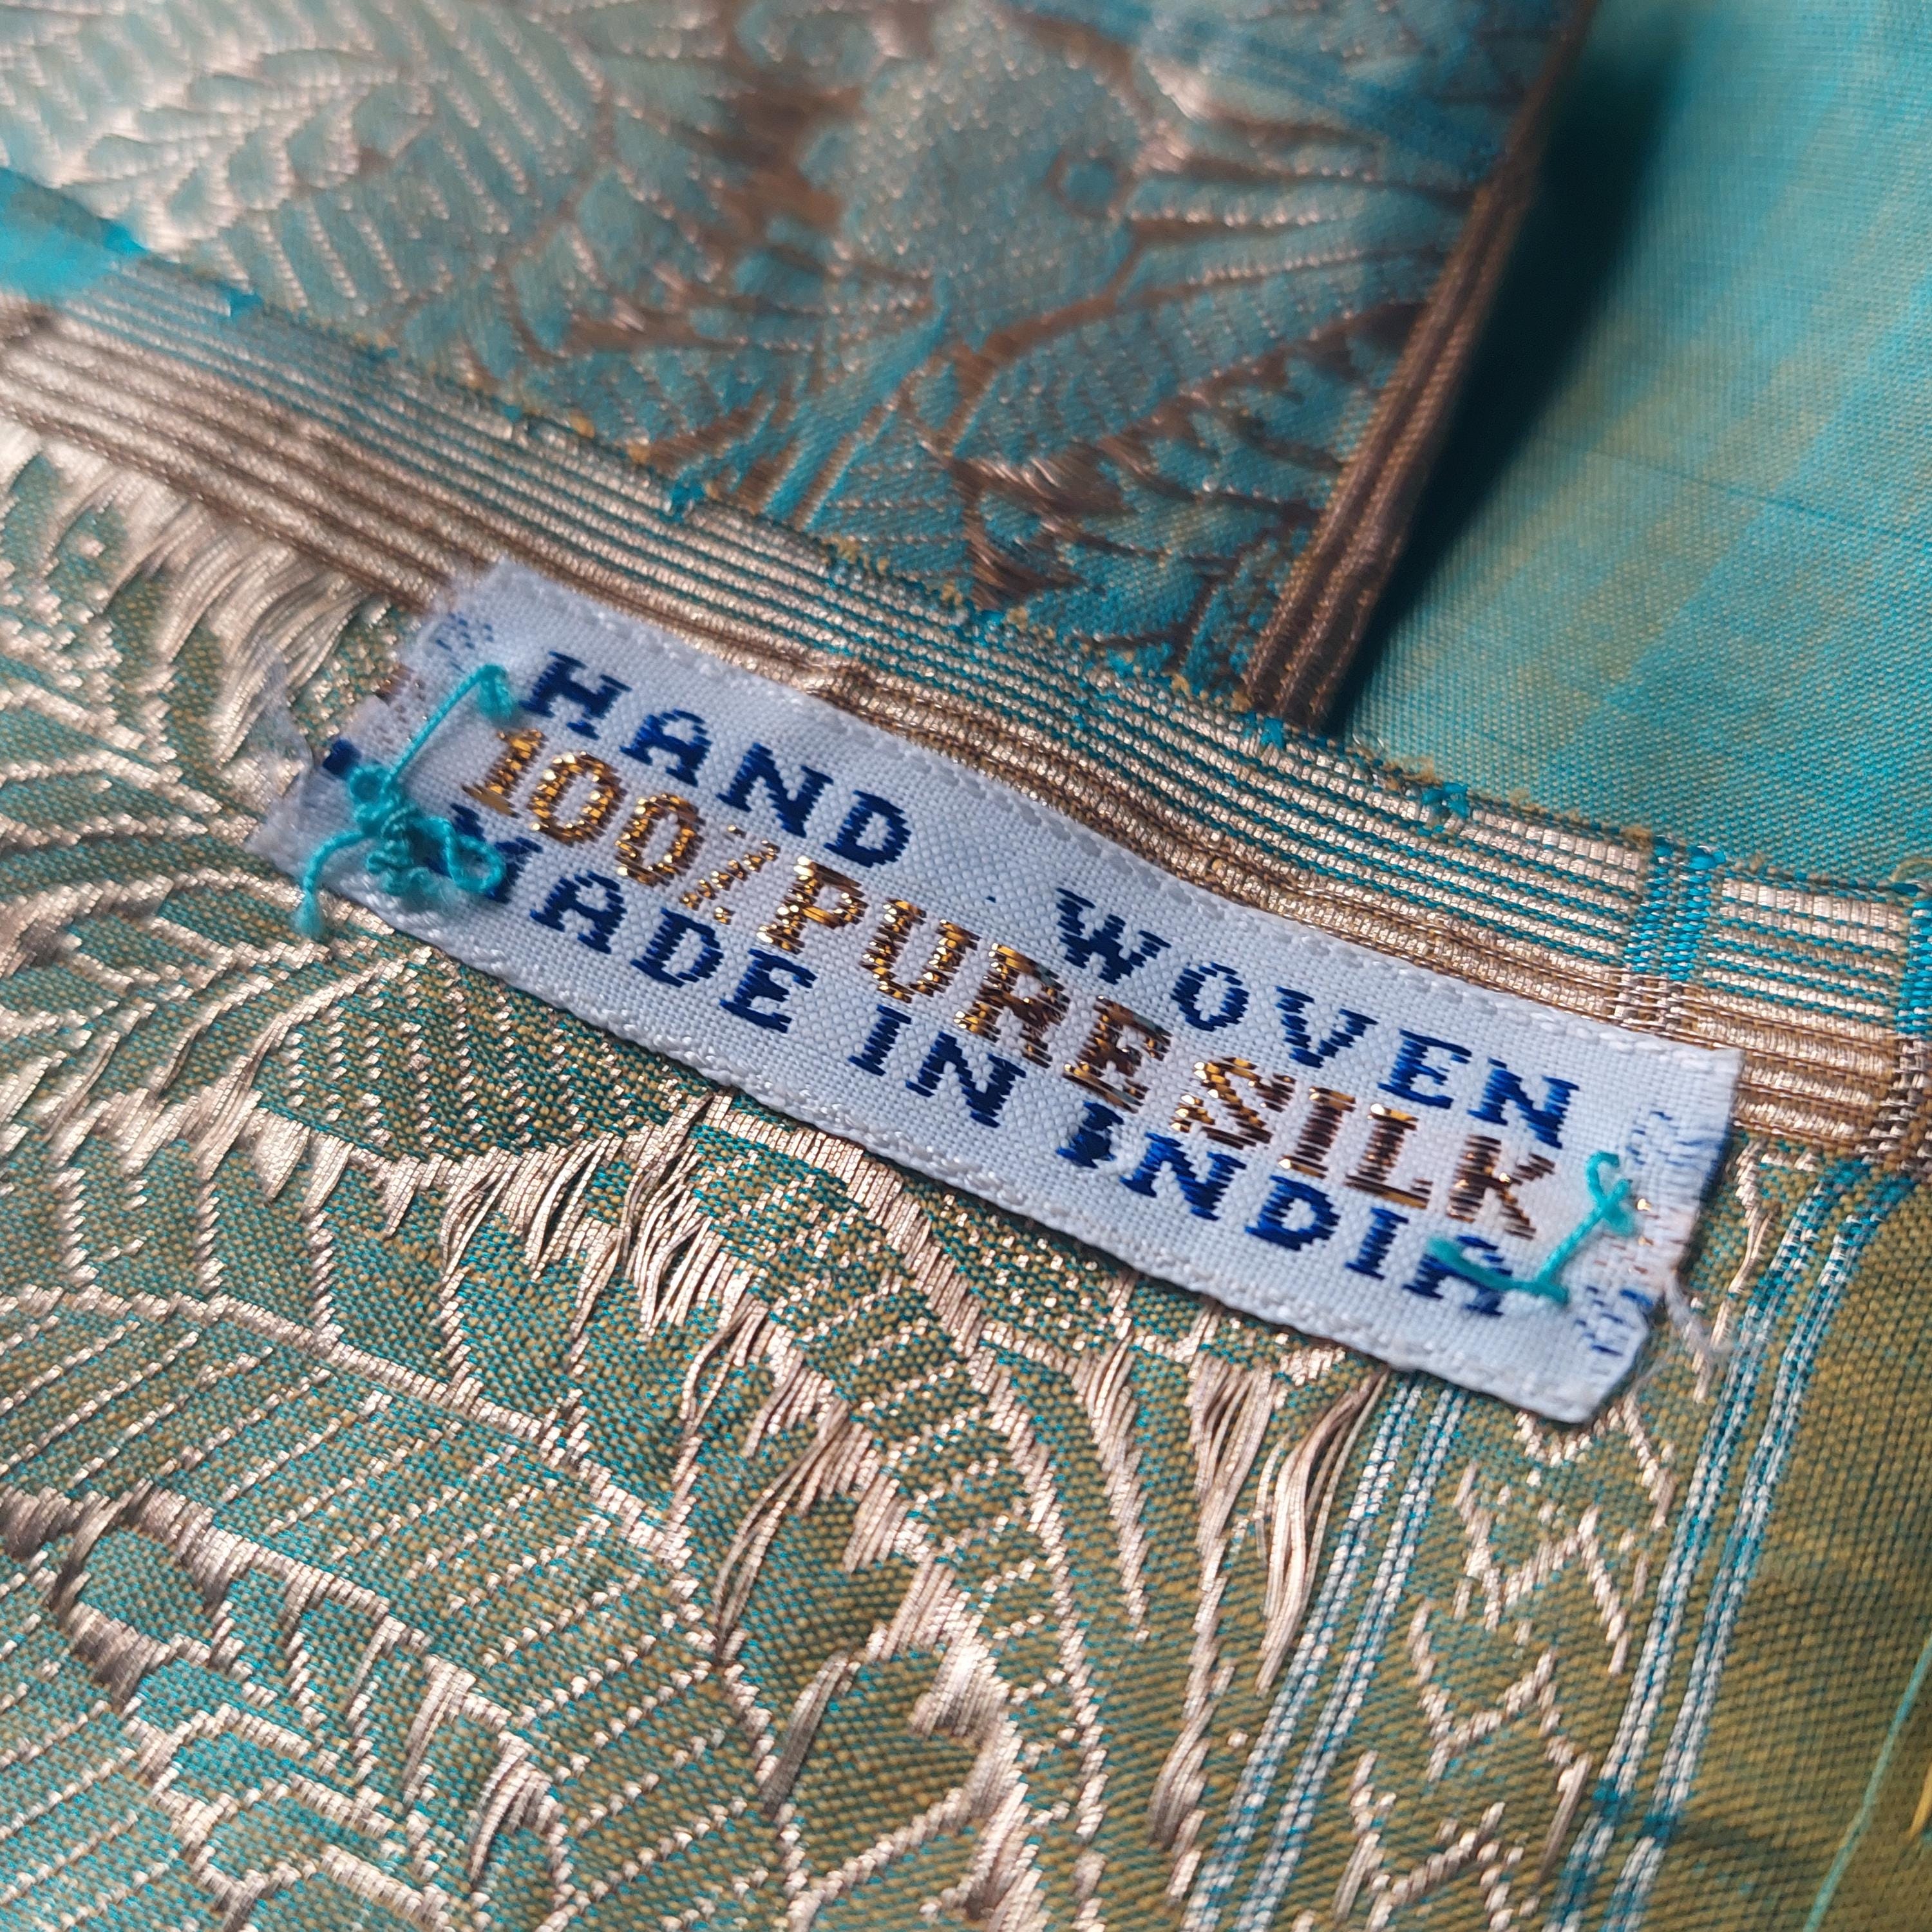 HAND WOVEN
100% PURE SILK
MADE IN INDIA